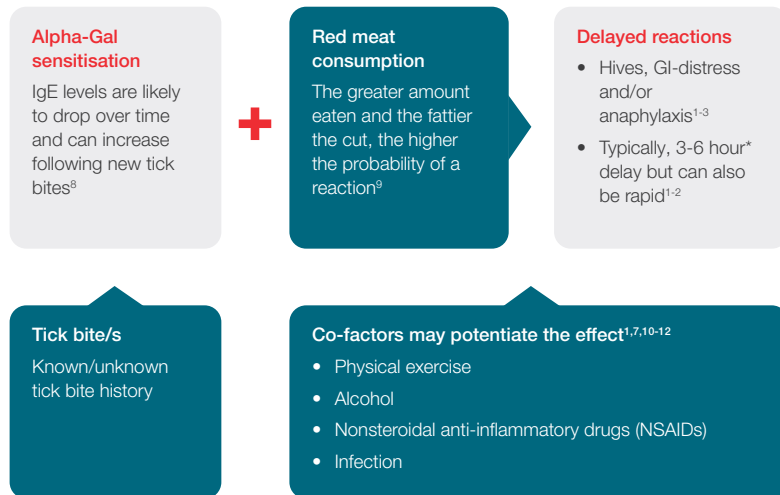 Alpha-Gal
sensitisation
IgE levels are likely
to drop over time
and can increase
following new tick
bites⁸
+
Red meat
consumption
The greater amount
eaten and the fattier
the cut, the higher
the probability of a
reaction⁹
Delayed reactions
• Hives, GI-distress
and/or
anaphylaxis¹⁻³
• Typically, 3-6 hour*
delay but can also
be rapid¹⁻²
Tick bite/s
Known/unknown
tick bite history
Co-factors may potentiate the effect¹,⁷,¹⁰⁻¹²
• Physical exercise
• Alcohol
• Nonsteroidal anti-inflammatory drugs (NSAIDs)
• Infection